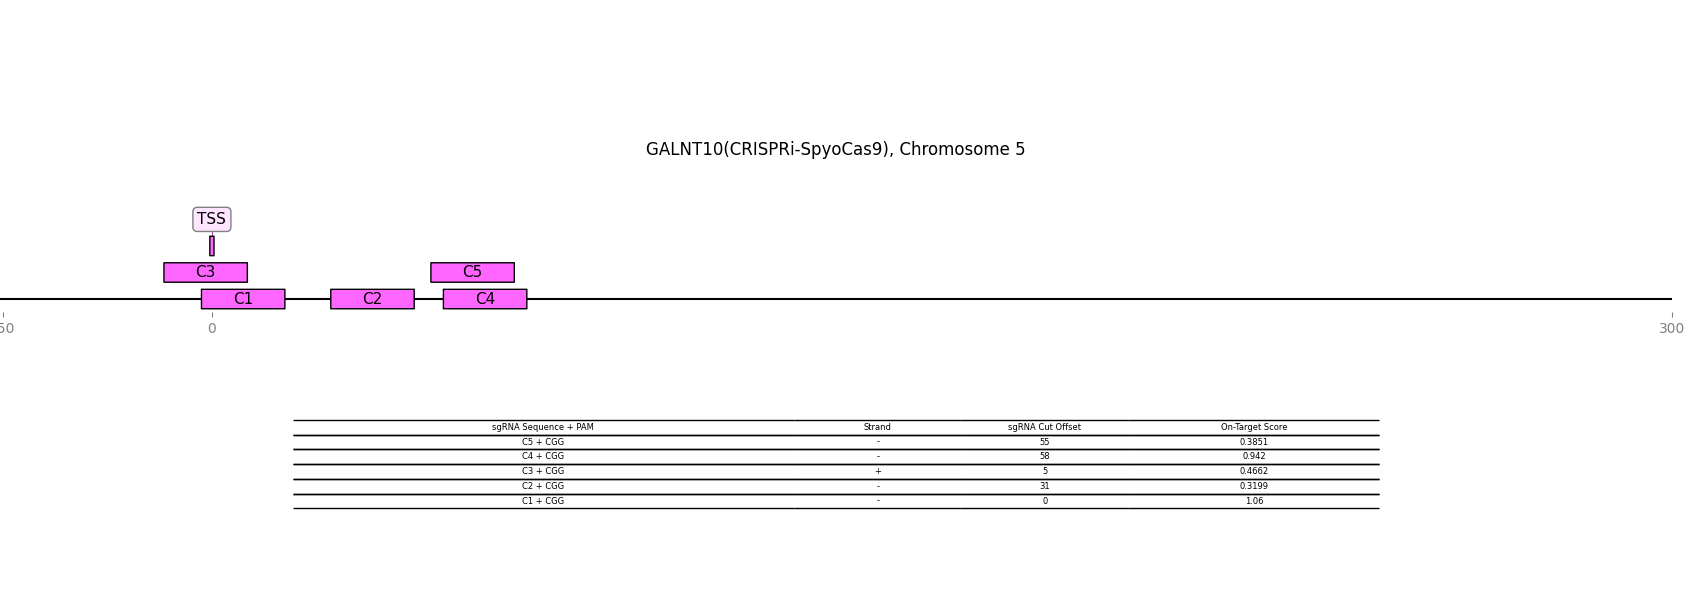 GALNT10(CRISPRi-SpyoCas9), Chromosome 5
TSS
C3 C5
C1 C2 C4
50 0 300
sgRNA Sequence + PAM Strand sgRNA Cut Offset On-Target Score
C5 + CGG - 55 0.3851
C4 + CGG - 58 0.942
C3 + CGG + 5 0.4662
C2 + CGG - 31 0.3199
C1 + CGG - 0 1.06